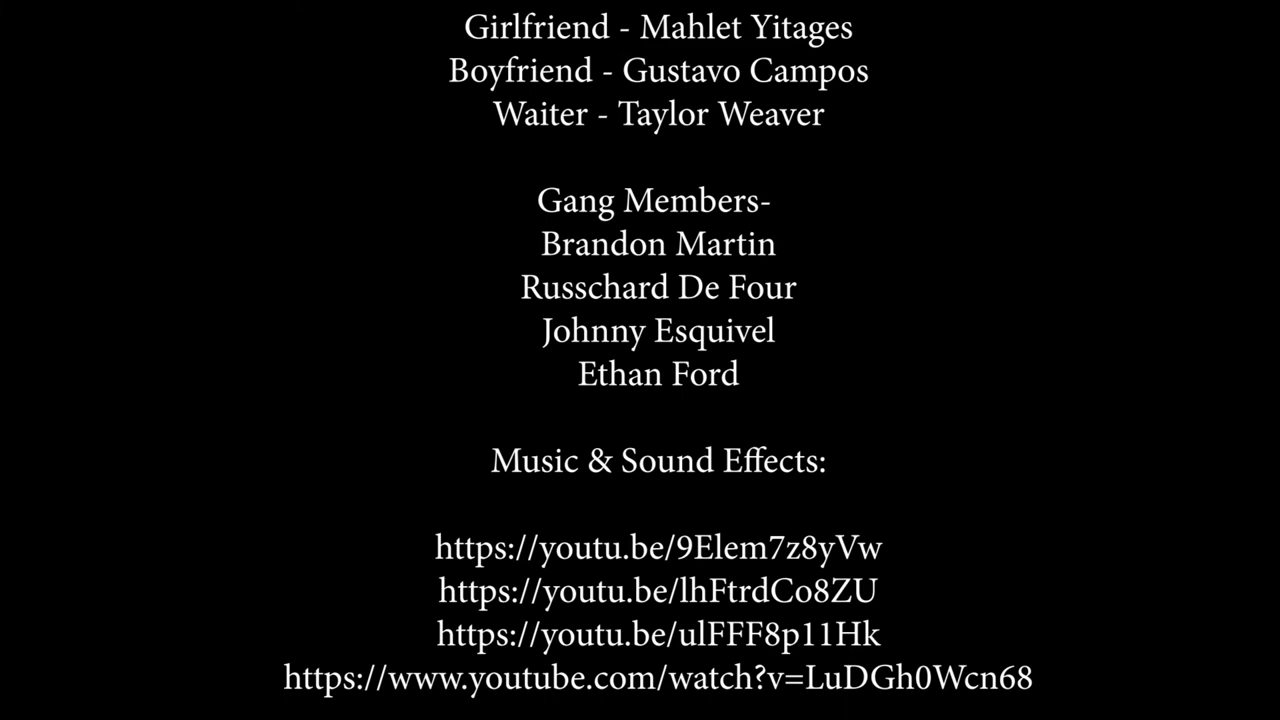 Girlfriend - Mahlet Yitages
Boyfriend - Gustavo Campos
Waiter - Taylor Weaver
Gang Members-
Brandon Martin
Russchard De Four
Johnny Esquivel
Ethan Ford
Music & Sound Effects:
https://youtu.be/9Elem7z8yVw
https://youtu.be/lhFtrdCo8ZU
https://youtu.be/ulFFF8p11Hk
https://www.youtube.com/watch?v=LuDGh0Wcn68